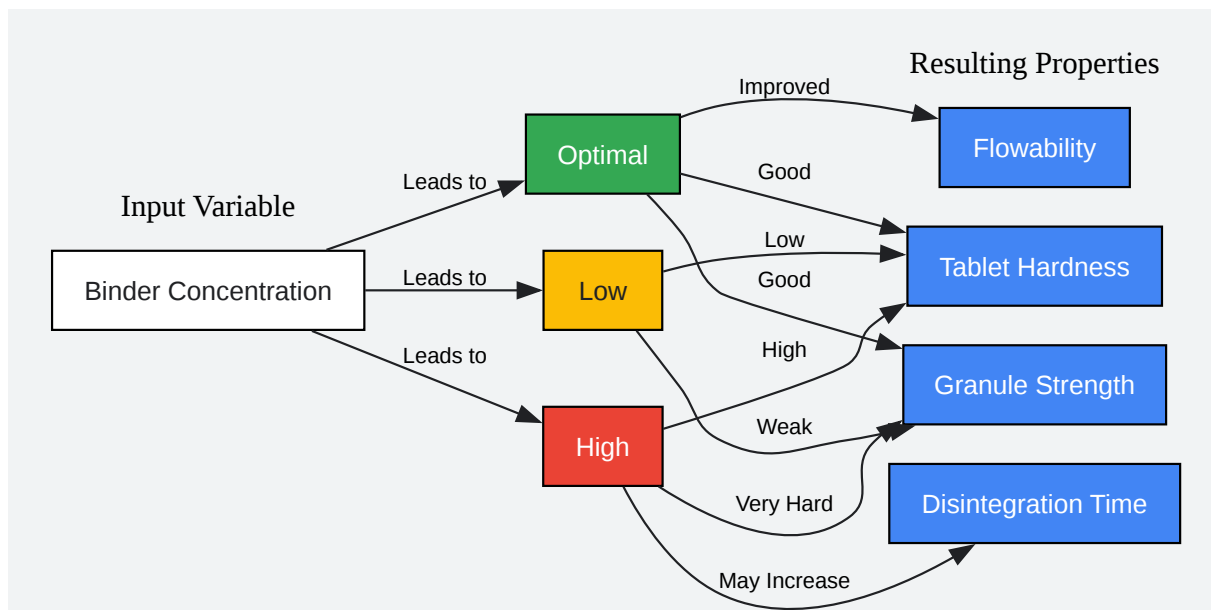 Resulting Properties
Improved
Flowability
Optimal
Good
Leads to
Input Variable
Low
Tablet Hardness
Good
Leads to
Binder Concentration
Low
High
Leads to
Granule Strength
Weak
High
Very Hard
Disintegration Time
May Increase